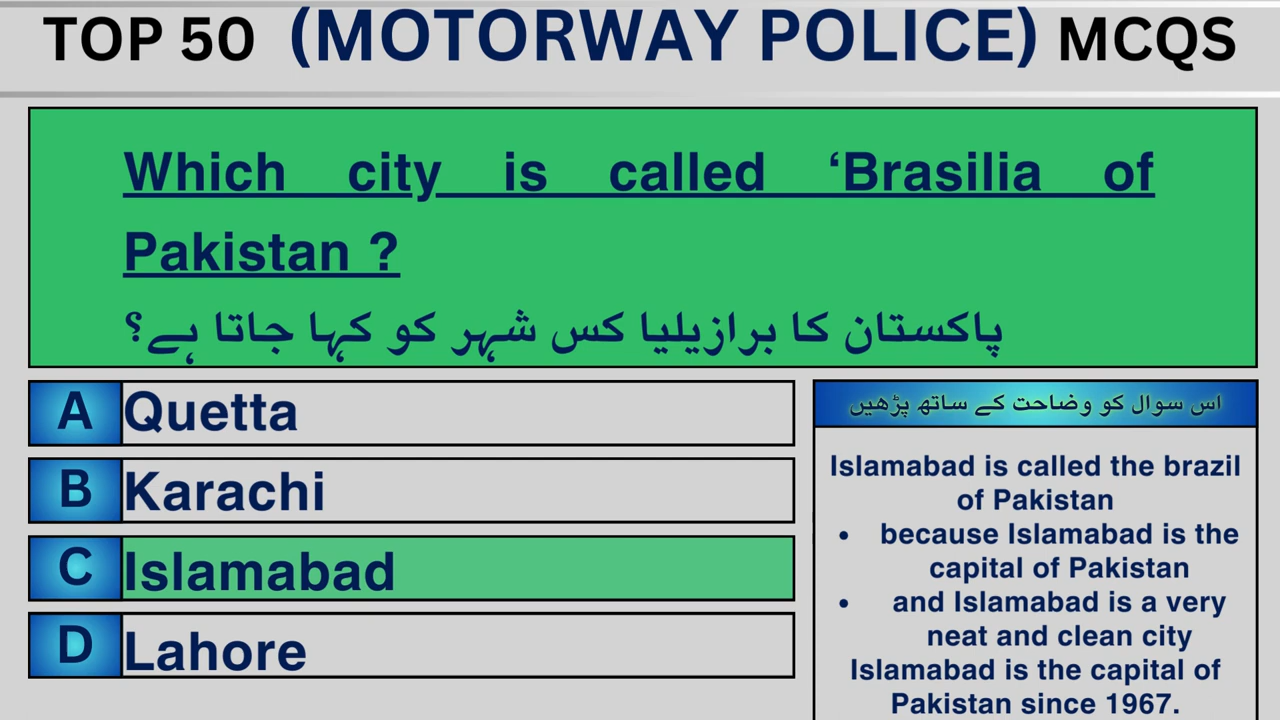 TOP 50 (MOTORWAY POLICE) MCQS
Which city is called ‘Brasilia of
Pakistan ?
پاکستان کا برازیلیا کس شہر کو کہا جاتا ہے؟
A Quetta
B Karachi
C Islamabad
D Lahore
اس سوال کو وضاحت کے ساتھ پڑھیں
Islamabad is called the brazil
of Pakistan
• because Islamabad is the
capital of Pakistan
• and Islamabad is a very
neat and clean city
Islamabad is the capital of
Pakistan since 1967.